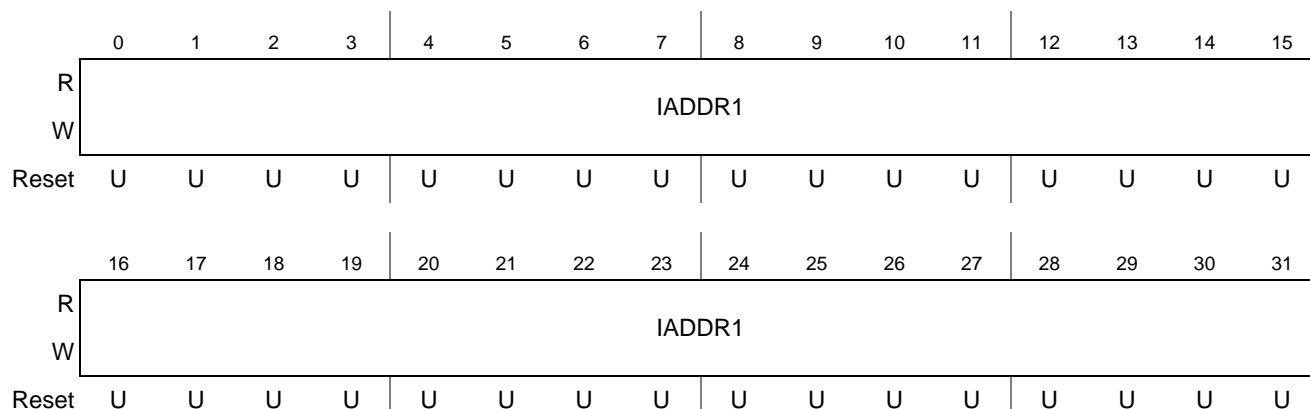 0 1 2 3 4 5 6 7 8 9 10 11 12 13 14 15
R
IADDR1
W
Reset U U U U U U U U U U U U U U U U
16 17 18 19 20 21 22 23 24 25 26 27 28 29 30 31
R
IADDR1
W
Reset U U U U U U U U U U U U U U U U